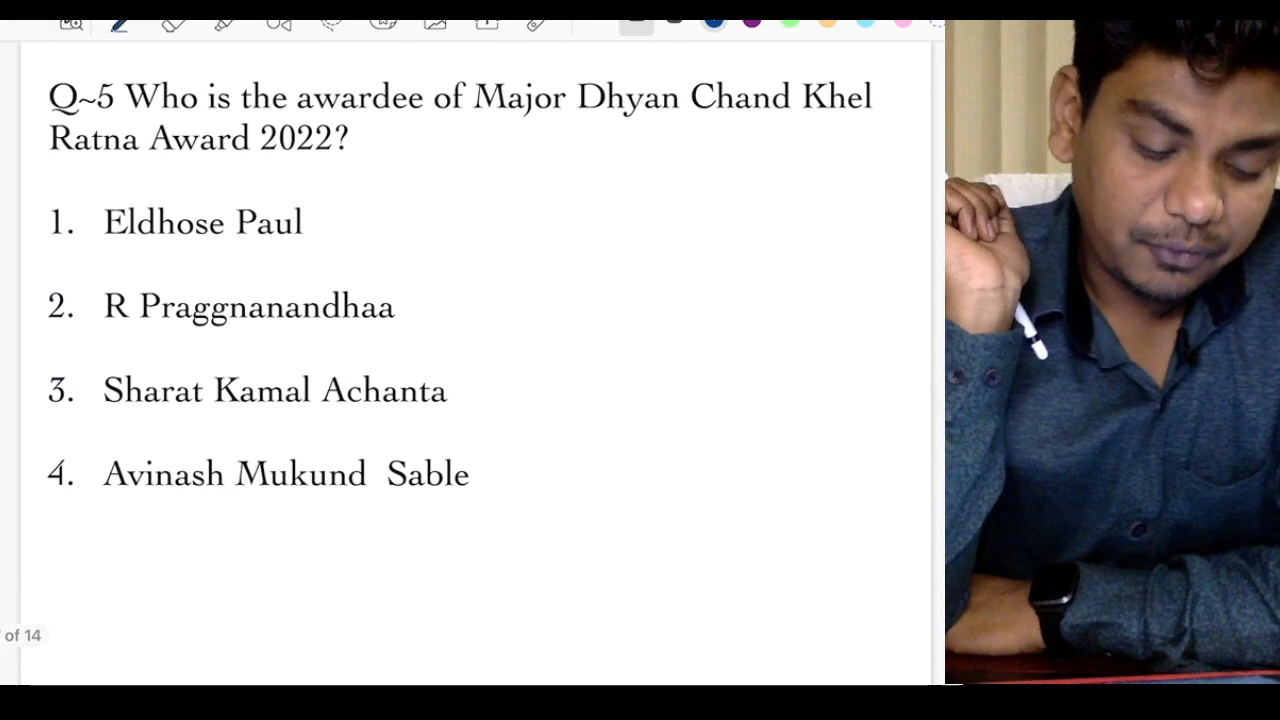 Q~5 Who is the awardee of Major Dhyan Chand Khel
Ratna Award 2022?
1. Eldhose Paul
2. R Praggnanandhaa
3. Sharat Kamal Achanta
4. Avinash Mukund Sable
of 14